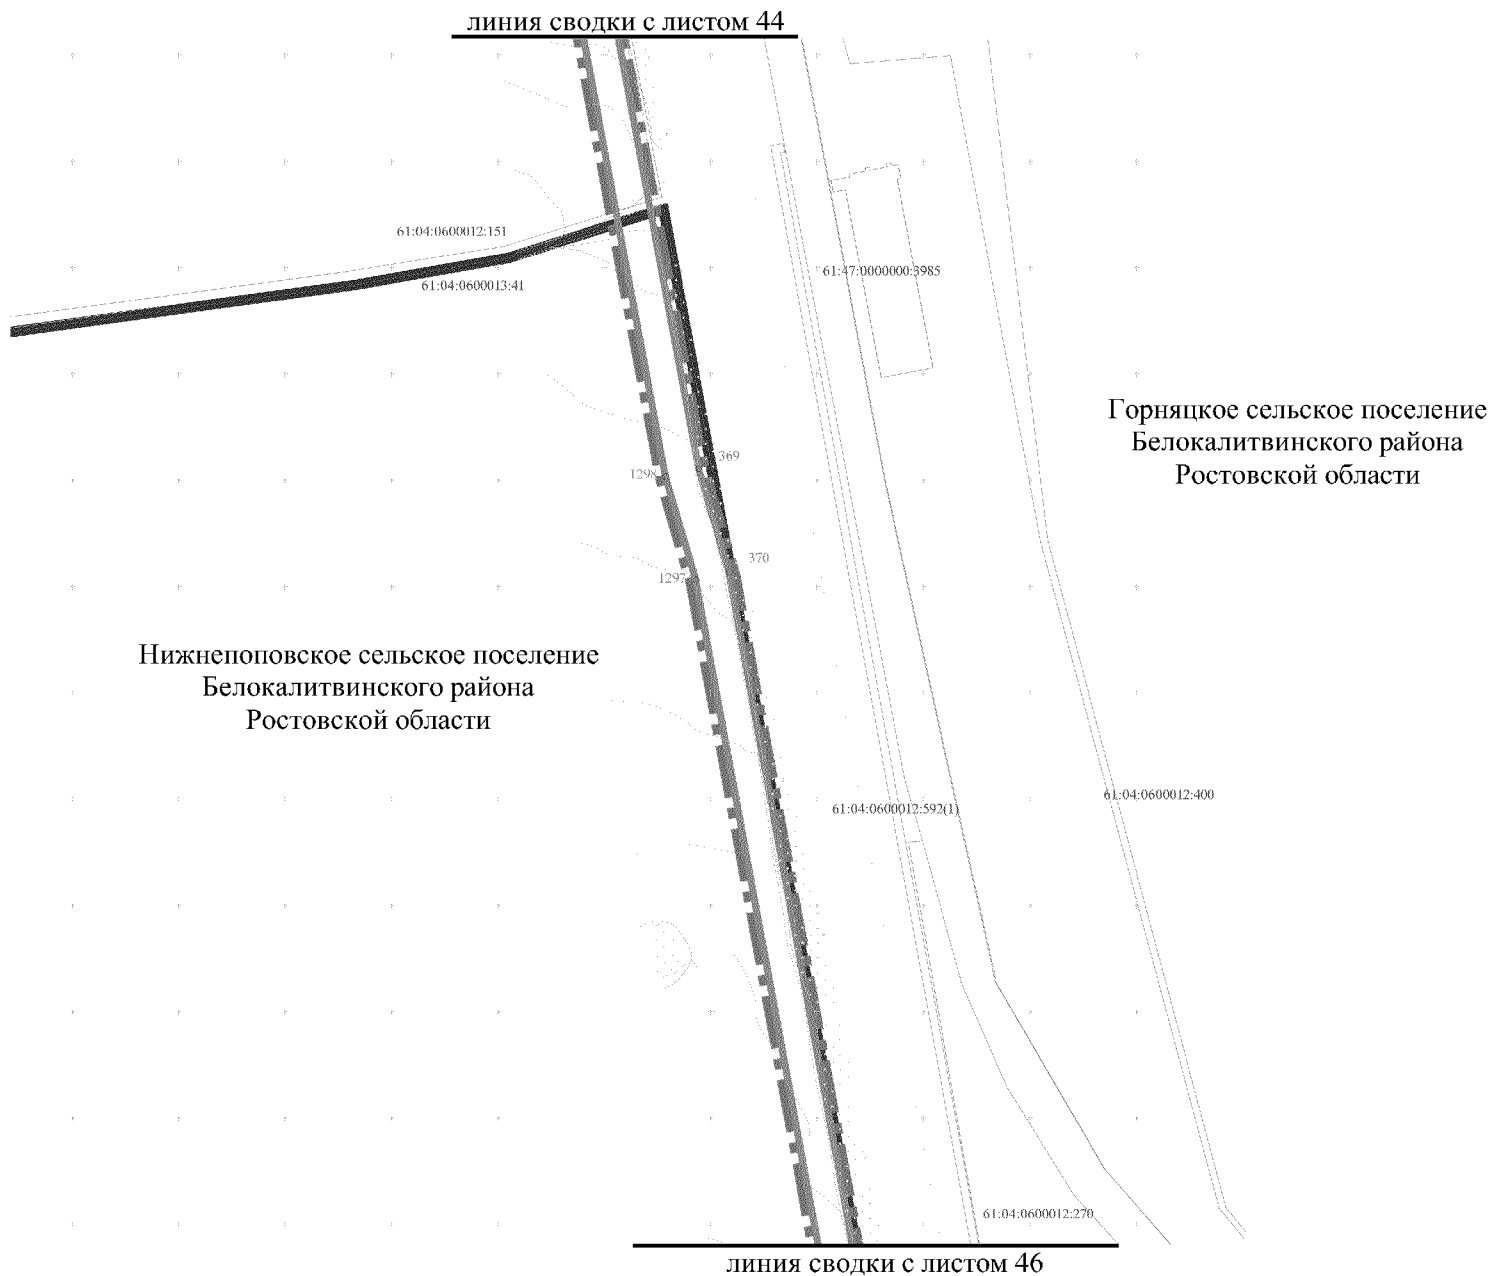 линия сводки с листом 44
61:04:0600012:151
61:04:0600013:41
61:47:0000000:3985
Горняцкое сельское поселение
Белокалитвинского района
Ростовской области
369
1298
370
1297
Нижнепоповское сельское поселение
Белокалитвинского района
Ростовской области
61:04:0600012:592(1)
61:04:0600012:400
61:04:0600012:270
линия сводки с листом 46